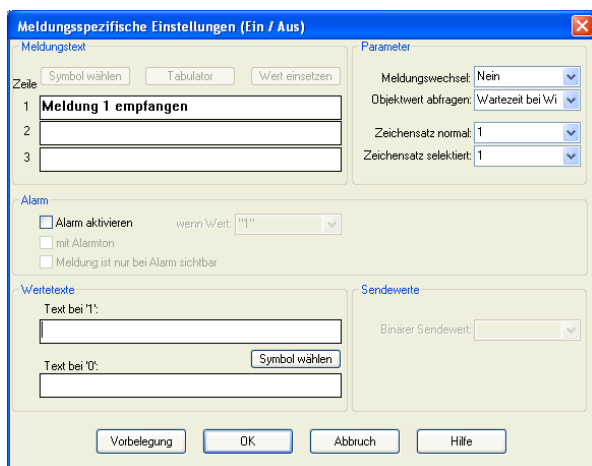 Meldungsspezifische Einstellungen (Ein / Aus)
Meldungstext
Zeile
Symbol wählen
Tabulator
Wert einsetzen
1 Meldung 1 empfangen
2
3
Parameter
Meldungswechsel: Nein
Objektwert abfragen: Wartezeit bei Wi
Zeichensatz normal: 1
Zeichensatz selektiert: 1
Alarm
Alarm aktivieren wenn Wert: "1"
mit Alarmton
Meldung ist nur bei Alarm sichtbar
Wertetexte
Text bei '1':
Symbol wählen
Text bei '0':
Sendewerte
Binärer Sendewert:
Vorbelegung OK Abbruch Hilfe